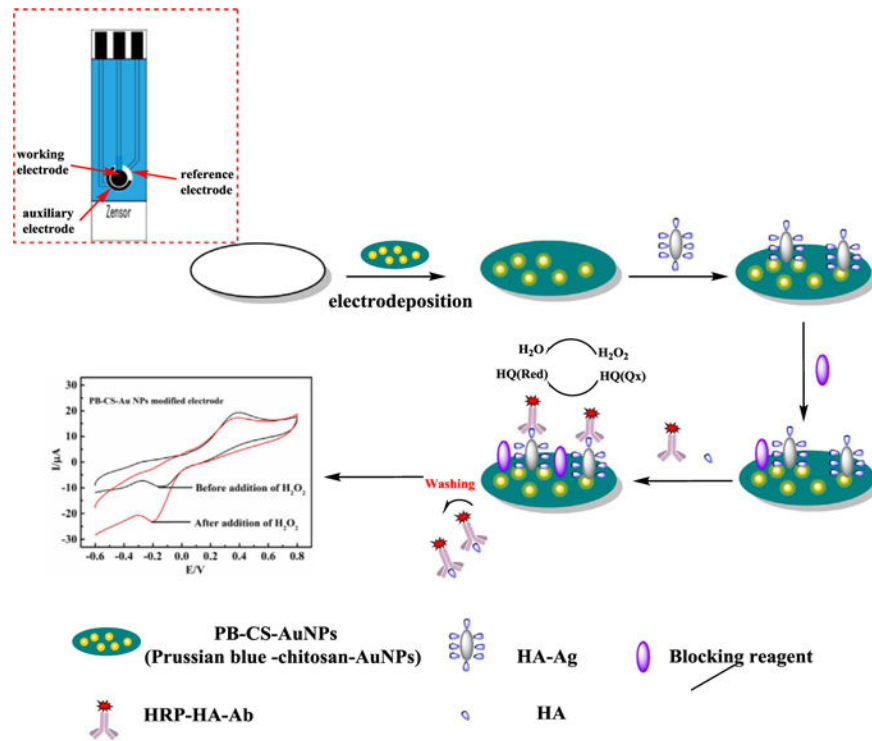 working
electrode
reference
electrode
auxiliary
electrode
Zensor
electrodeposition
H₂O
H₂O₂
HQ(Red)
HQ(Qx)
Washing
30
20
10
0
-10
-20
-30
I/µA
PB-CS-Au NPs modified electrode
Before addition of H₂O₂
After addition of H₂O₂
-0.6 -0.4 -0.2 0.0 0.2 0.4 0.6 0.8
E/V
PB-CS-AuNPs
(Prussian blue -chitosan-AuNPs)
HA-Ag
Blocking reagent
HRP-HA-Ab
HA